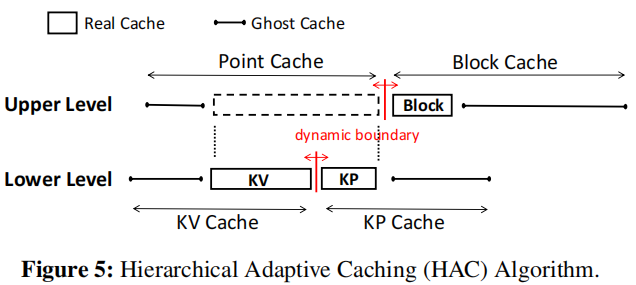 Real Cache Ghost Cache
Point Cache Block Cache
Upper Level Block
dynamic boundary
Lower Level KV KP
KV Cache KP Cache
Figure 5: Hierarchical Adaptive Caching (HAC) Algorithm.